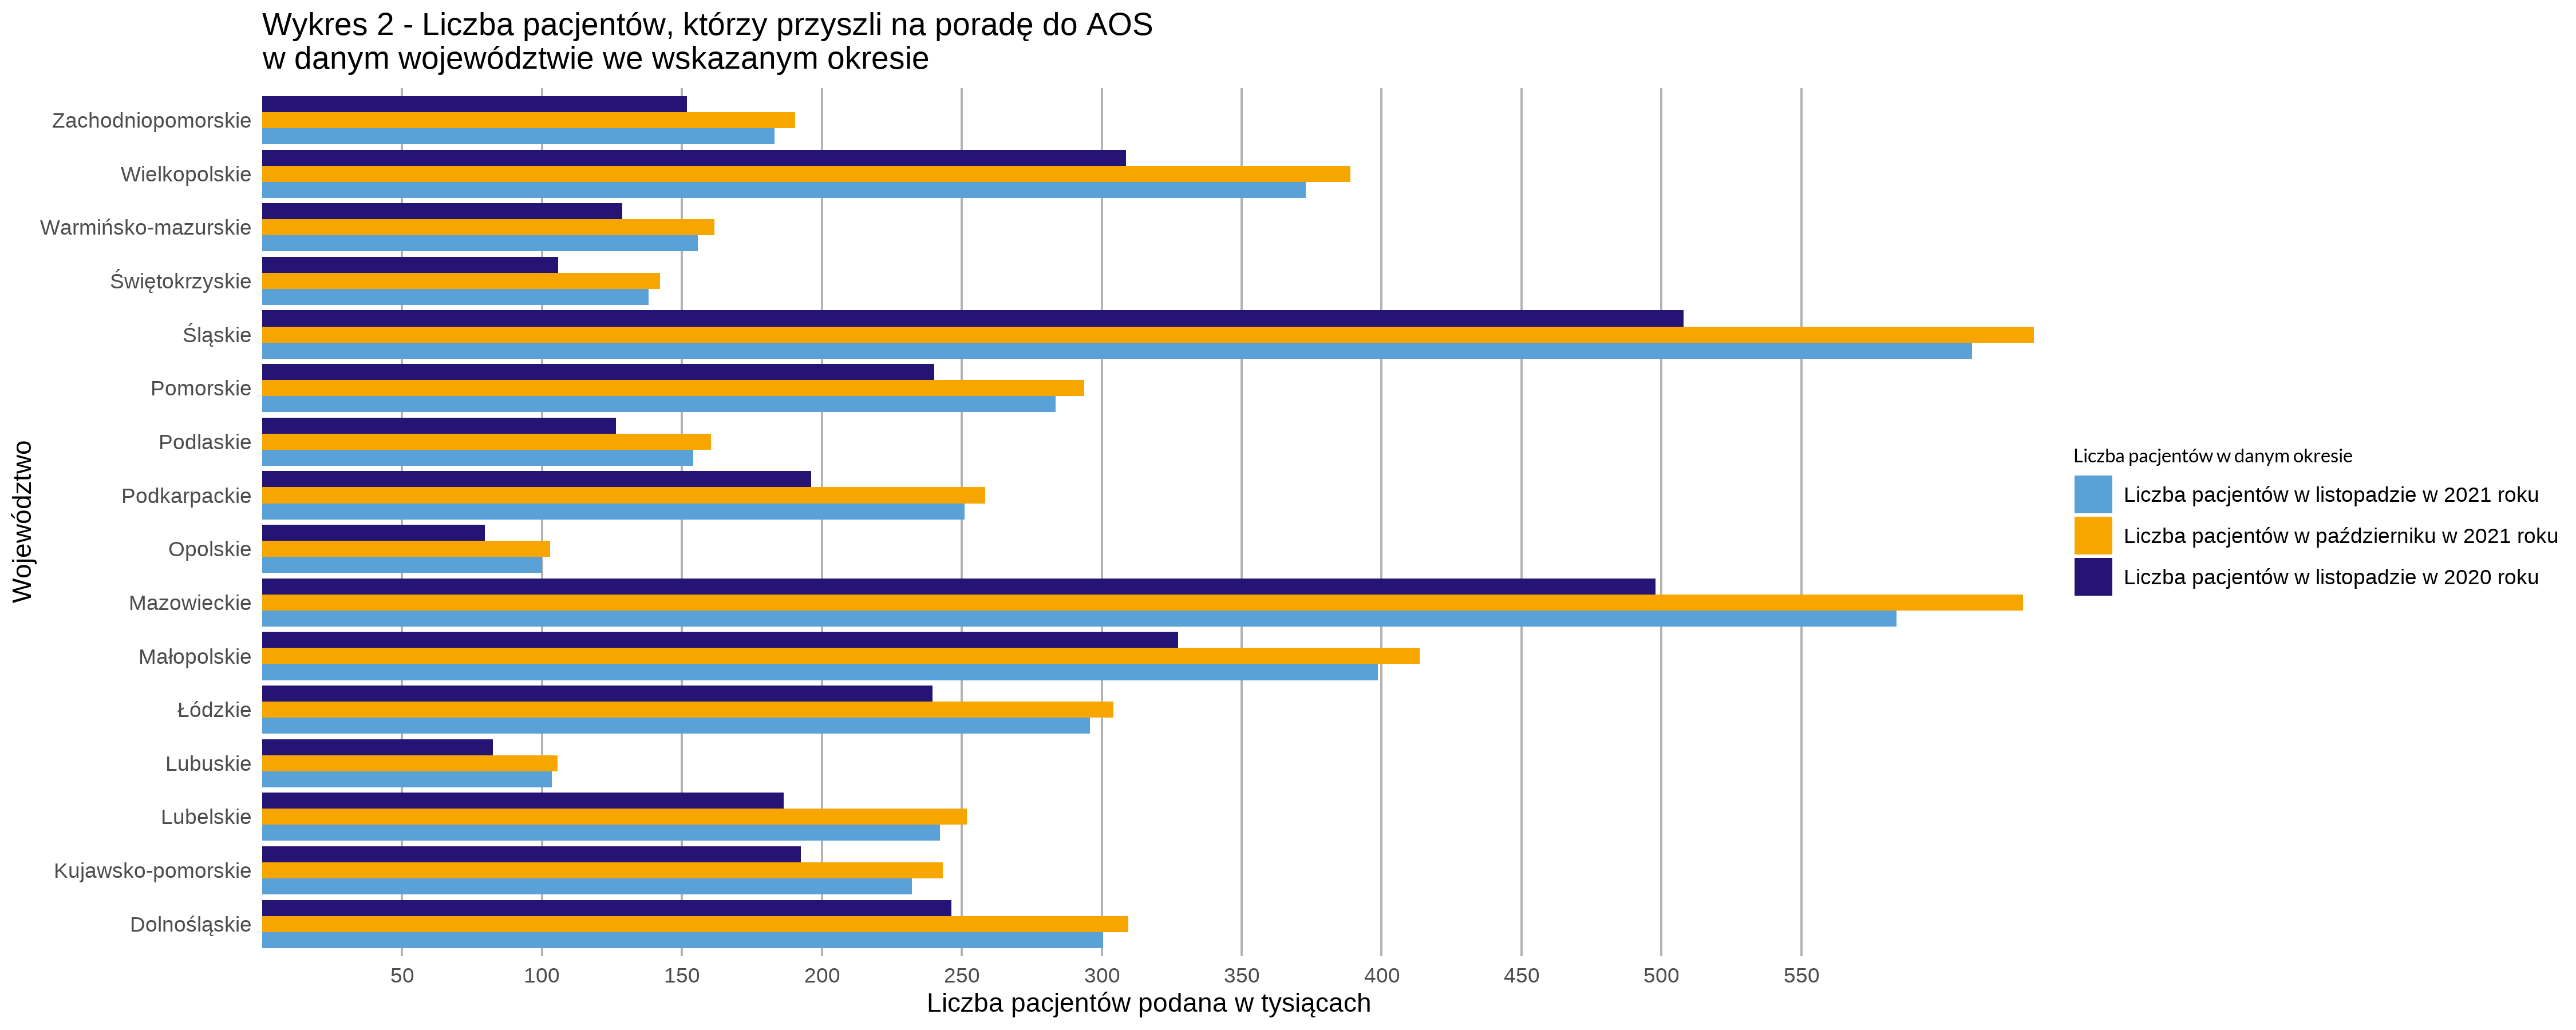 Wykres 2 - Liczba pacjentów, którzy przyszli na poradę do AOS
w danym województwie we wskazanym okresie
Województwo
Zachodniopomorskie
Wielkopolskie
Warmińsko-mazurskie
Świętokrzyskie
Śląskie
Pomorskie
Podlaskie
Podkarpackie
Opolskie
Mazowieckie
Małopolskie
Łódzkie
Lubuskie
Lubelskie
Kujawsko-pomorskie
Dolnośląskie
50 100 150 200 250 300 350 400 450 500 550
Liczba pacjentów podana w tysiącach
Liczba pacjentów w danym okresie
Liczba pacjentów w listopadzie w 2021 roku
Liczba pacjentów w październiku w 2021 roku
Liczba pacjentów w listopadzie w 2020 roku